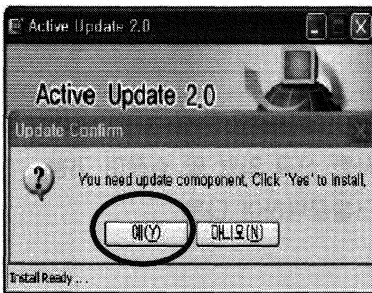 Active Update 2.0
Active Update 2.0
Update Confirm
You need update comoponent, Click 'Yes' to install,
예(Y) 아니오(N)
Install Ready ...